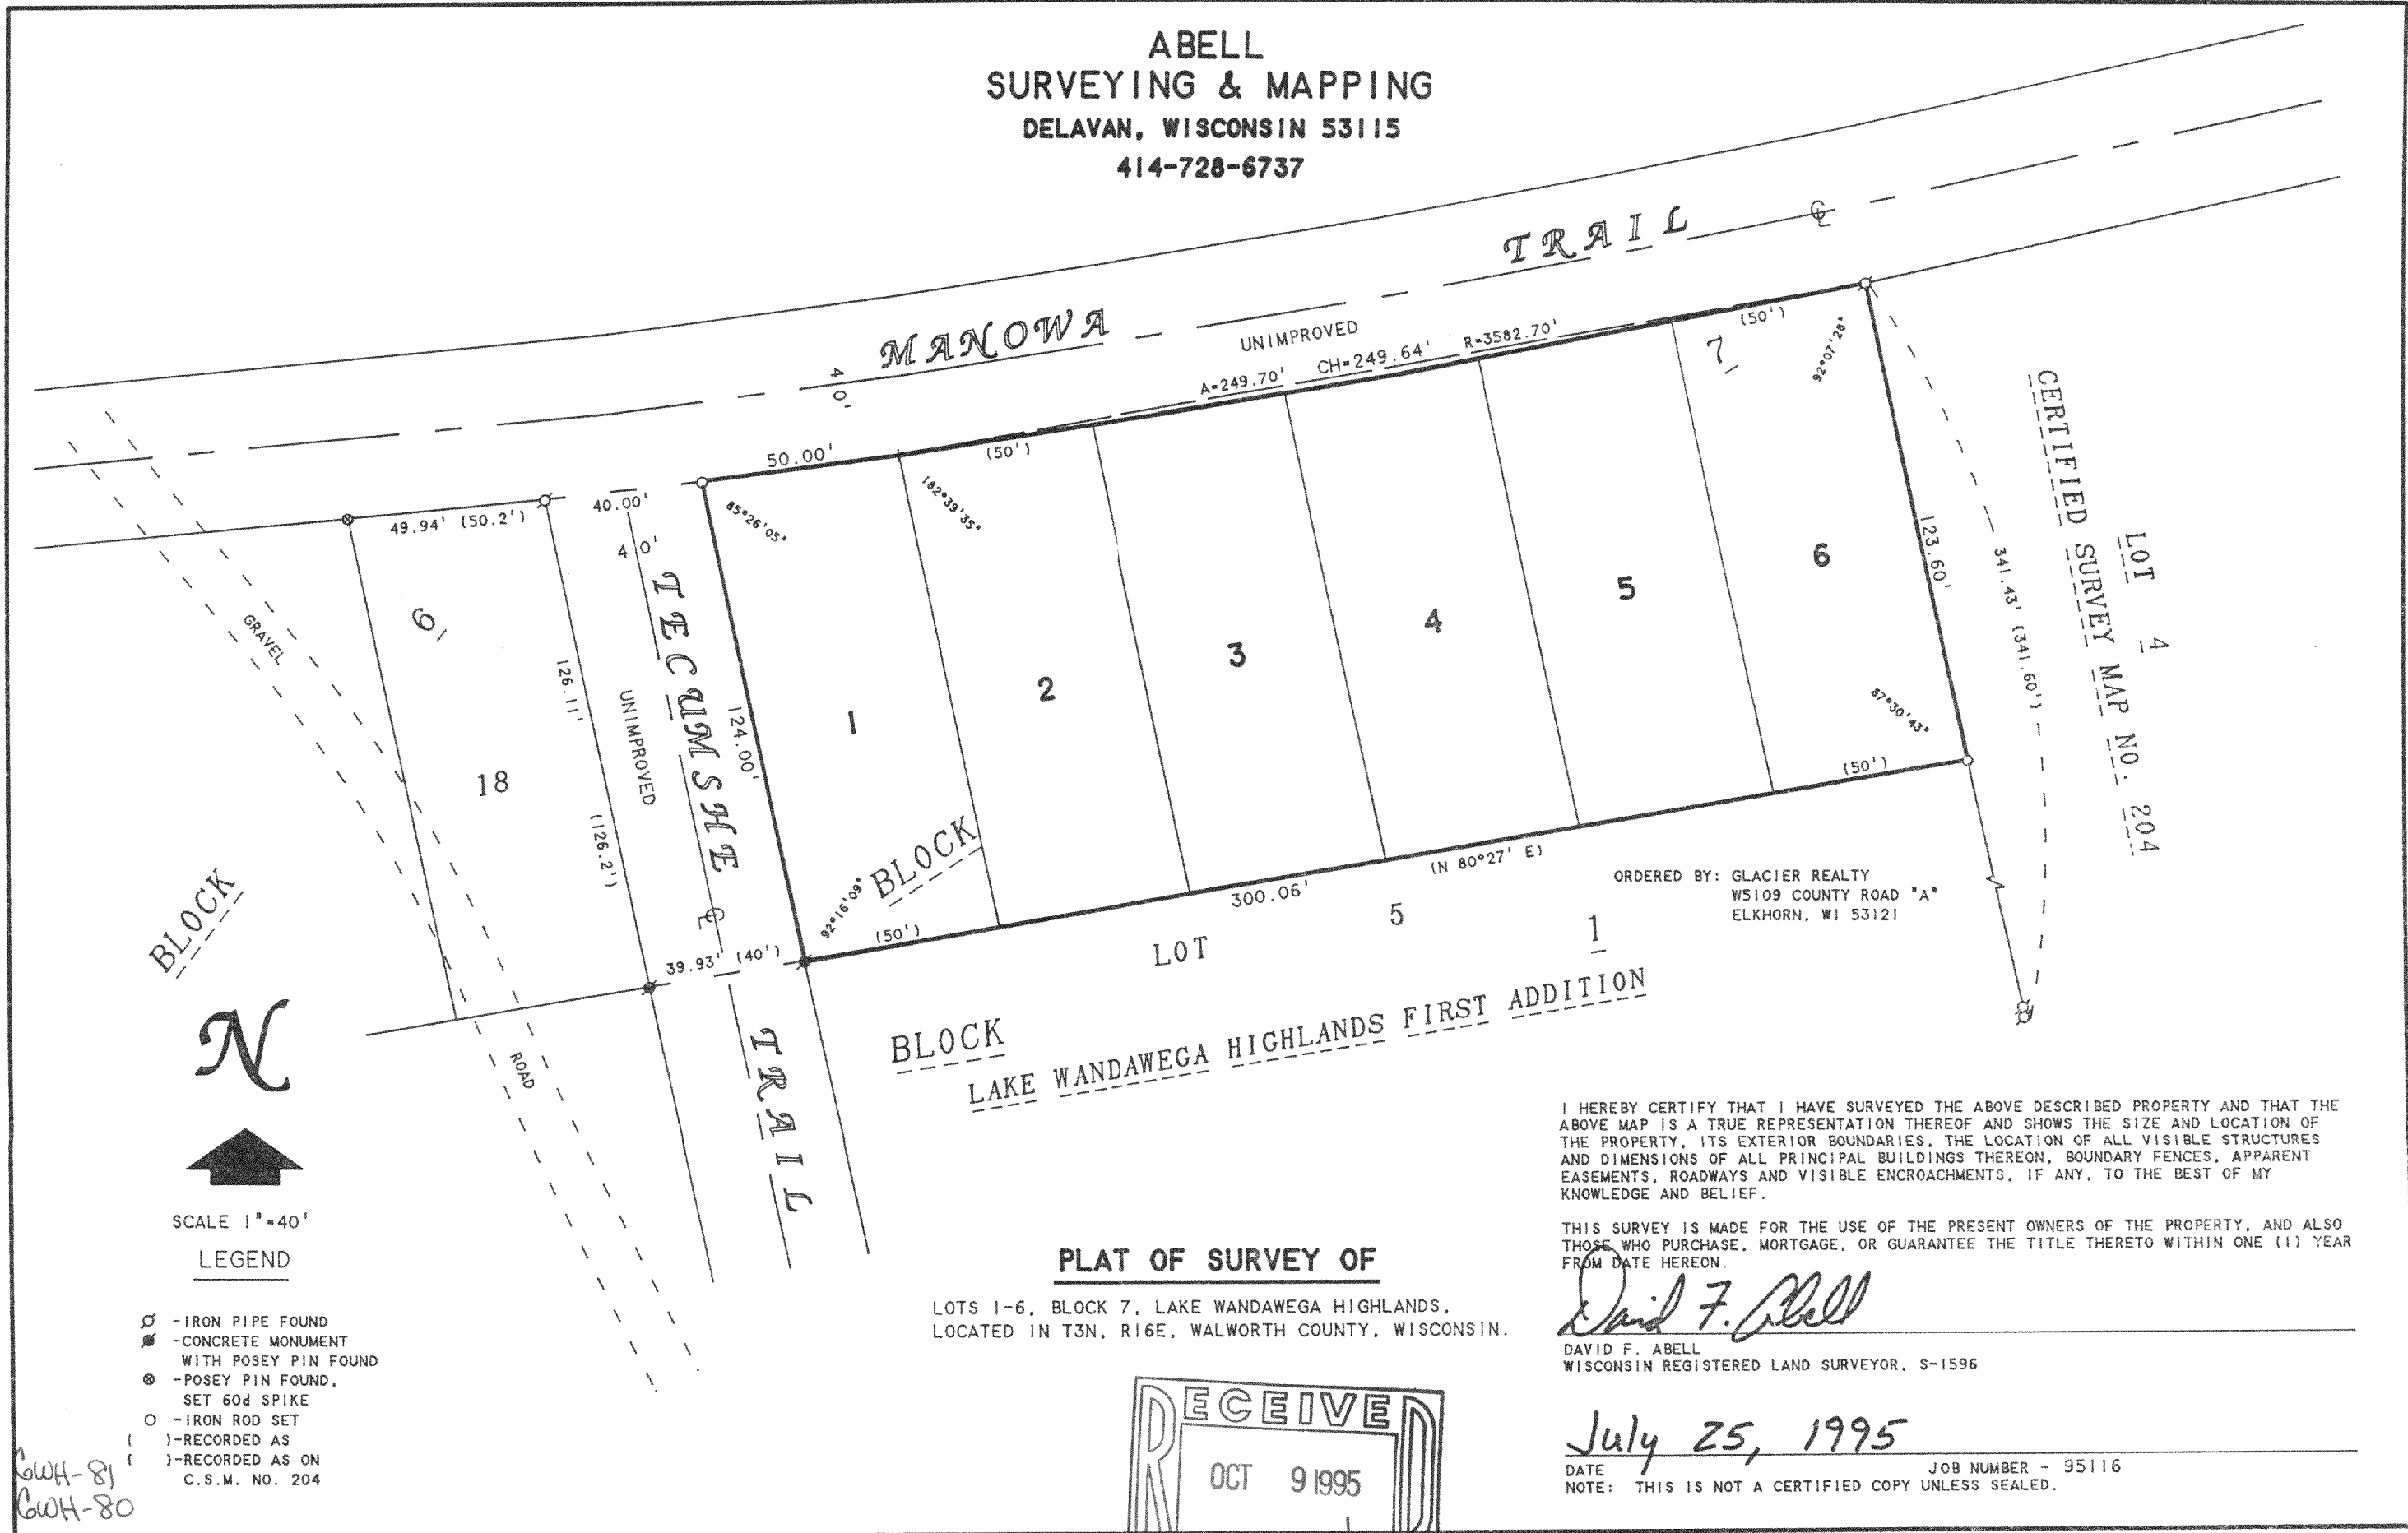 ABELL
SURVEYING & MAPPING
DELAVAN, WISCONSIN 53115
414-728-6737
MANOWA TRAIL
UNIMPROVED
40'
A=249.70' CH=249.64' R=3582.70'
50.00'
(50')
(50')
7
92°07'28"
182°39'35"
85°26'05"
49.94' (50.2')
40.00'
40'
TECUMSHE TRAIL
UNIMPROVED
GRAVEL
ROAD
6
18
126.11'
(126.2')
124.00'
1
2
3
4
5
6
123.60'
341.43' (341.60')
LOT 4
CERTIFIED SURVEY MAP NO. 204
87°30'43"
(50')
92°16'09"
BLOCK
(50')
300.06'
(N 80°27' E)
39.93' (40')
BLOCK
LOT 5
1
BLOCK
LAKE WANDAWEGA HIGHLANDS FIRST ADDITION
ORDERED BY: GLACIER REALTY
W5109 COUNTY ROAD "A"
ELKHORN, WI 53121
N
SCALE 1"=40'
LEGEND
-IRON PIPE FOUND
-CONCRETE MONUMENT
WITH POSEY PIN FOUND
-POSEY PIN FOUND,
SET 60d SPIKE
-IRON ROD SET
( )-RECORDED AS
{ }-RECORDED AS ON
C.S.M. NO. 204
GWH-81
GWH-80
PLAT OF SURVEY OF
LOTS 1-6, BLOCK 7, LAKE WANDAWEGA HIGHLANDS,
LOCATED IN T3N, R16E, WALWORTH COUNTY, WISCONSIN.
RECEIVED
OCT 9 1995
I HEREBY CERTIFY THAT I HAVE SURVEYED THE ABOVE DESCRIBED PROPERTY AND THAT THE
ABOVE MAP IS A TRUE REPRESENTATION THEREOF AND SHOWS THE SIZE AND LOCATION OF
THE PROPERTY, ITS EXTERIOR BOUNDARIES, THE LOCATION OF ALL VISIBLE STRUCTURES
AND DIMENSIONS OF ALL PRINCIPAL BUILDINGS THEREON, BOUNDARY FENCES, APPARENT
EASEMENTS, ROADWAYS AND VISIBLE ENCROACHMENTS, IF ANY, TO THE BEST OF MY
KNOWLEDGE AND BELIEF.
THIS SURVEY IS MADE FOR THE USE OF THE PRESENT OWNERS OF THE PROPERTY, AND ALSO
THOSE WHO PURCHASE, MORTGAGE, OR GUARANTEE THE TITLE THERETO WITHIN ONE (1) YEAR
FROM DATE HEREON.
David F. Abell
DAVID F. ABELL
WISCONSIN REGISTERED LAND SURVEYOR, S-1596
July 25, 1995
DATE JOB NUMBER - 95116
NOTE: THIS IS NOT A CERTIFIED COPY UNLESS SEALED.